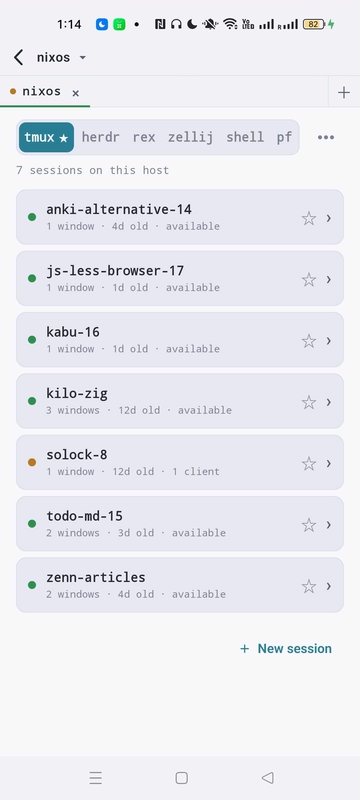 1:14
Vo LTED
R
82
nixos
nixos ×
tmux ★ herdr rex zellij shell pf
7 sessions on this host
anki-alternative-14
1 window · 4d old · available
js-less-browser-17
1 window · 1d old · available
kabu-16
1 window · 1d old · available
kilo-zig
3 windows · 12d old · available
solock-8
1 window · 12d old · 1 client
todo-md-15
2 windows · 3d old · available
zenn-articles
2 windows · 4d old · available
+ New session